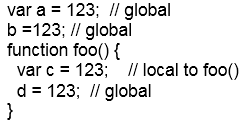 var a = 123;  // global
b =123; // global
function foo() {
  var c = 123;    // local to foo()
  d = 123;  // global
}